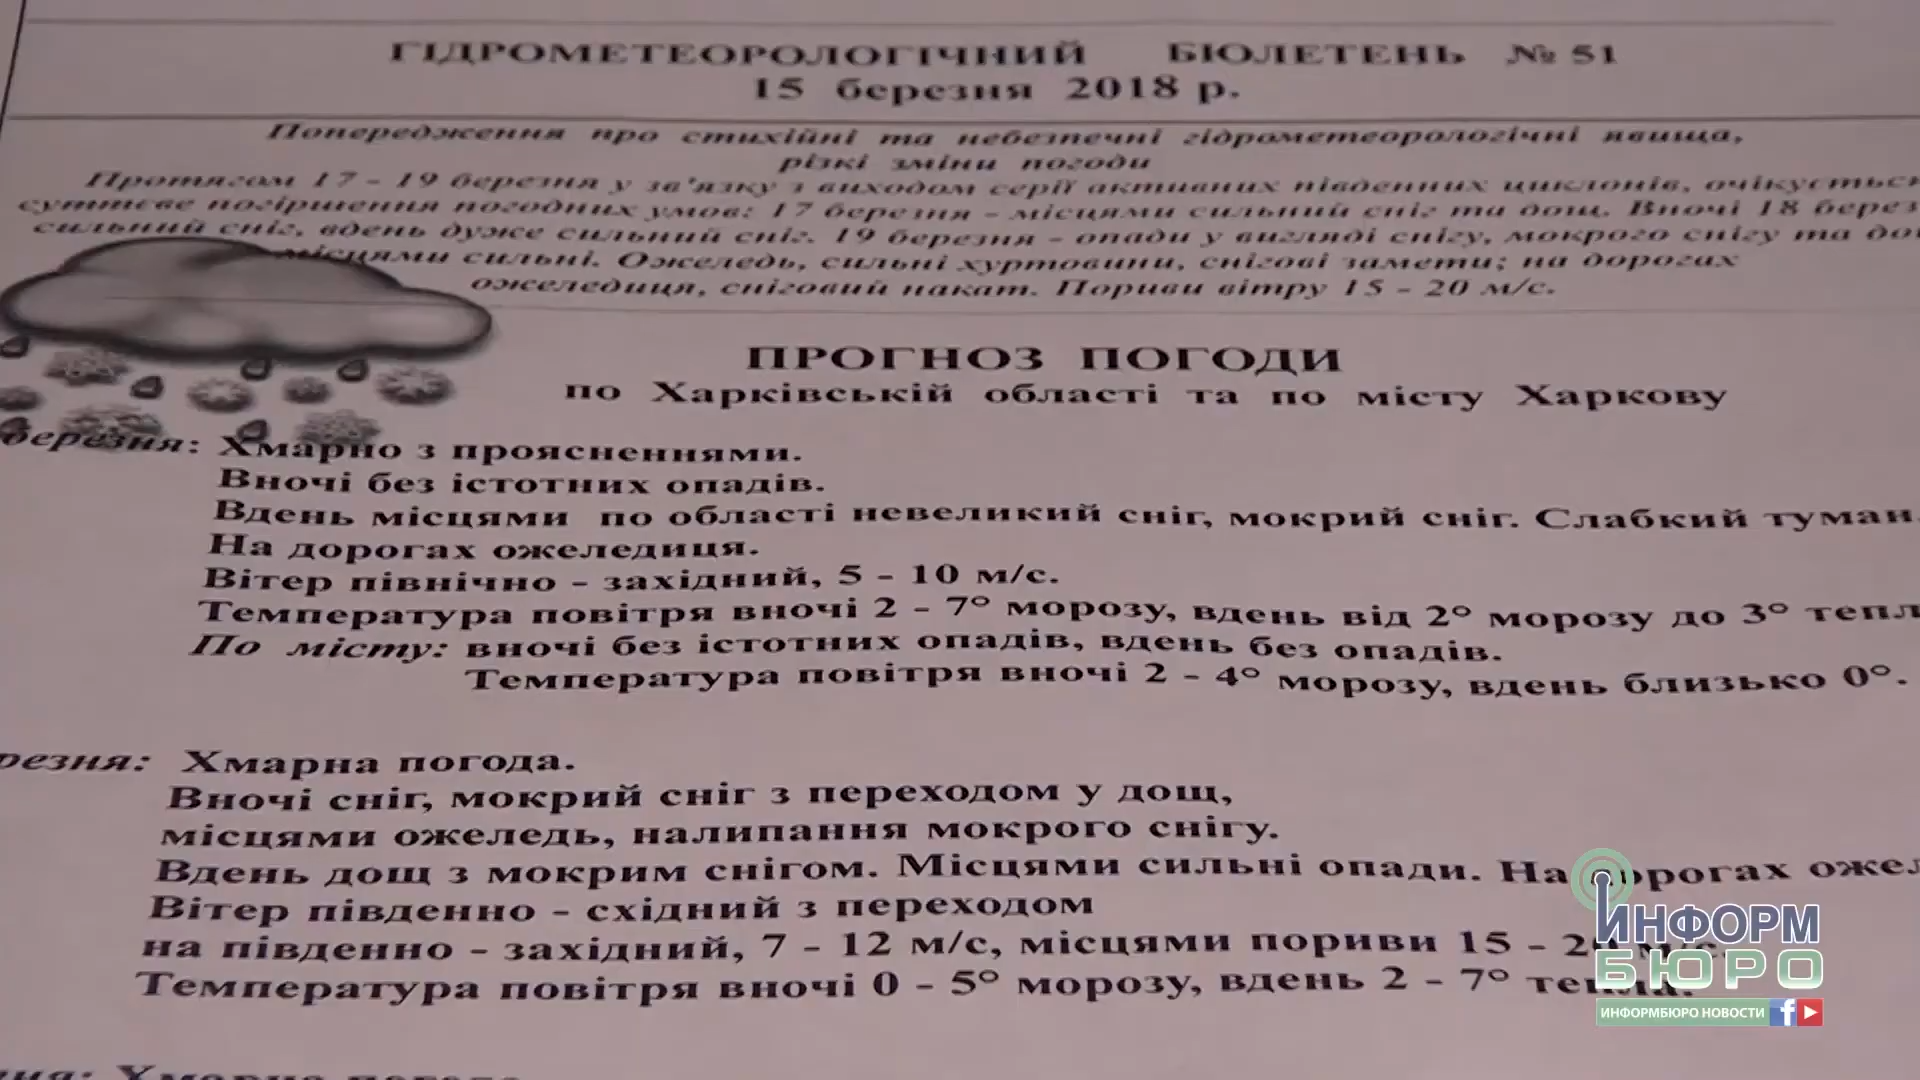 ГІДРОМЕТЕОРОЛОГІЧНИЙ БЮЛЕТЕНЬ № 51
15 березня 2018 р.
Попередження про стихійні та небезпечні гідрометеорологічні явища,
різкі зміни погоди
Протягом 17 - 19 березня у зв'язку з виходом серії активних південних циклонів, очікуєтьс
суттєве погіршення погодних умов: 17 березня - місцями сильний сніг та дощ. Вночі 18 берез
сильний сніг, вдень дуже сильний сніг. 19 березня - опади у вигляді снігу, мокрого снігу та до
місцями сильні. Ожеледь, сильні хуртовини, снігові замети; на дорогах
ожеледиця, сніговий накат. Пориви вітру 15 - 20 м/с.
ПРОГНОЗ ПОГОДИ
по Харківській області та по місту Харкову
березня: Хмарно з проясненнями.
Вночі без істотних опадів.
Вдень місцями по області невеликий сніг, мокрий сніг. Слабкий туман.
На дорогах ожеледиця.
Вітер північно - західний, 5 - 10 м/с.
Температура повітря вночі 2 - 7° морозу, вдень від 2° морозу до 3° тепл
По місту: вночі без істотних опадів, вдень без опадів.
Температура повітря вночі 2 - 4° морозу, вдень близько 0°.
резня: Хмарна погода.
Вночі сніг, мокрий сніг з переходом у дощ,
місцями ожеледь, налипання мокрого снігу.
Вдень дощ з мокрим снігом. Місцями сильні опади. На дорогах ожел
Вітер південно - східний з переходом
на південно - західний, 7 - 12 м/с, місцями пориви 15 - 20 м/с.
Температура повітря вночі 0 - 5° морозу, вдень 2 - 7° тепла.
ИНФОРМ
БЮРО
ИНФОРМБЮРО НОВОСТИ f